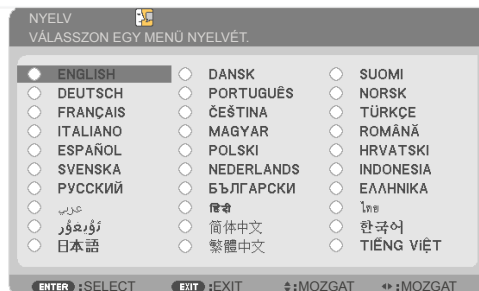 NYELV
VÁLASSZON EGY MENÜ NYELVÉT.
ENGLISH DANSK SUOMI
DEUTSCH PORTUGUÊS NORSK
FRANÇAIS ČEŠTINA TÜRKÇE
ITALIANO MAGYAR ROMÂNĂ
ESPAÑOL POLSKI HRVATSKI
SVENSKA NEDERLANDS INDONESIA
РУССКИЙ БЪЛГАРСКИ ΕΛΛΗΝΙΚΑ
عربي हिन्दी ไทย
ئۇيغۇر 简体中文 한국어
日本語 繁體中文 TIẾNG VIỆT
ENTER :SELECT EXIT :EXIT :MOZGAT :MOZGAT